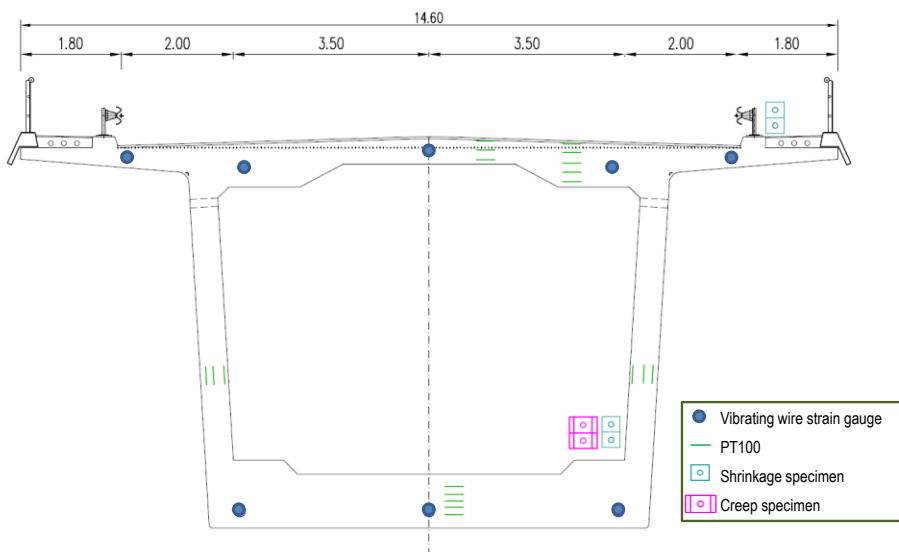 14.60
1.80 2.00 3.50 3.50 2.00 1.80
Vibrating wire strain gauge
PT100
Shrinkage specimen
Creep specimen